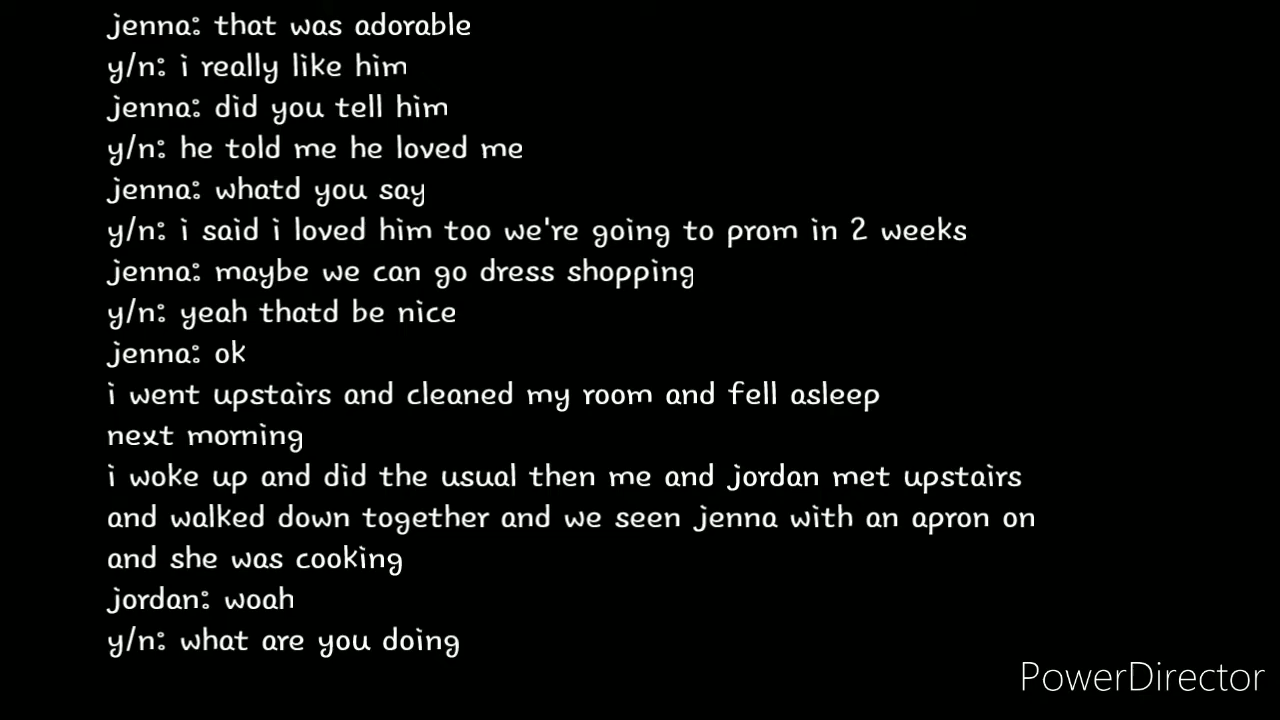 jenna: that was adorable
y/n: i really like him
jenna: did you tell him
y/n: he told me he loved me
jenna: whatd you say
y/n: i said i loved him too we're going to prom in 2 weeks
jenna: maybe we can go dress shopping
y/n: yeah thatd be nice
jenna: ok
i went upstairs and cleaned my room and fell asleep
next morning
i woke up and did the usual then me and jordan met upstairs
and walked down together and we seen jenna with an apron on
and she was cooking
jordan: woah
y/n: what are you doing
PowerDirector